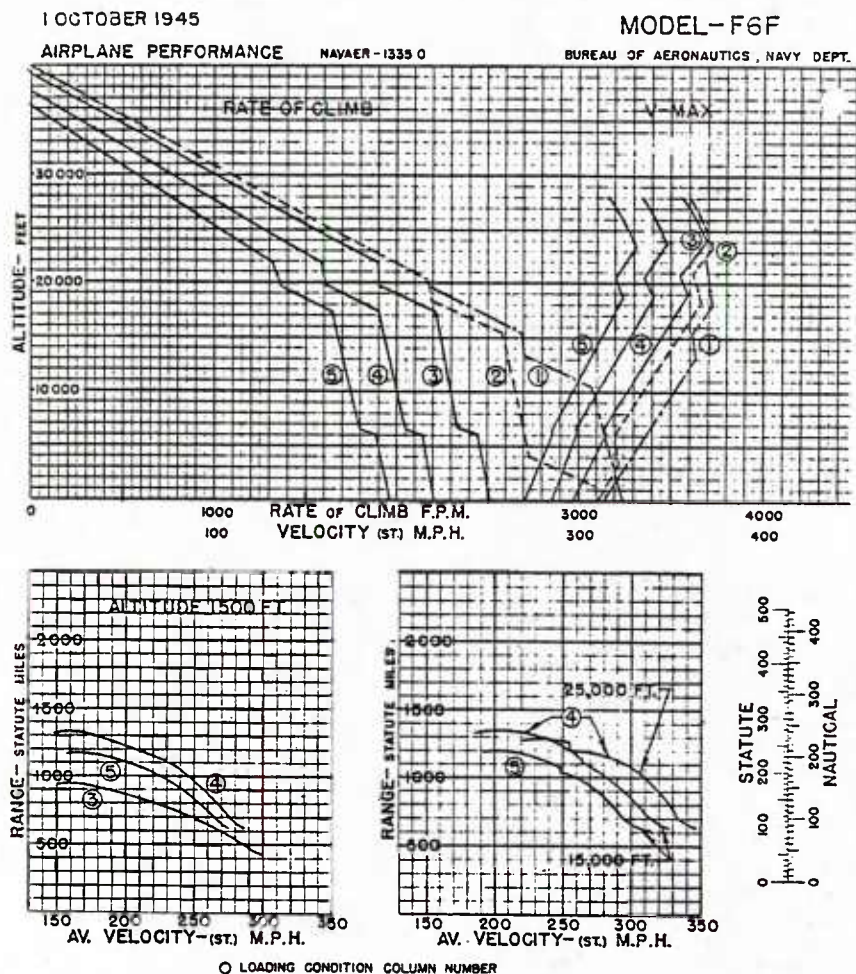 1 OCTOBER 1945
MODEL-F6F
AIRPLANE PERFORMANCE NAVAER-1335 D BUREAU OF AERONAUTICS, NAVY DEPT.
RATE OF CLIMB V-MAX
ALTITUDE- FEET
30 000
20 000
10 000
③ ② ① ④ ⑤
⑤ ④ ③ ② ①
0 1000 RATE OF CLIMB F.P.M. 3000 4000
100 VELOCITY (ST.) M.P.H. 300 400
ALTITUDE 1500 FT.
RANGE- STATUTE MILES
2000
1500
1000
500
④ ⑤ ③
150 200 250 300 350
AV. VELOCITY-(ST.) M.P.H.
RANGE- STATUTE MILES
2000
1500
1000
500
25,000 FT.
④
⑤
15,000 FT.
150 200 250 300 350
AV. VELOCITY-(ST.) M.P.H.
STATUTE
500
400
300
200
100
0
NAUTICAL
400
300
200
100
0
○ LOADING CONDITION COLUMN NUMBER